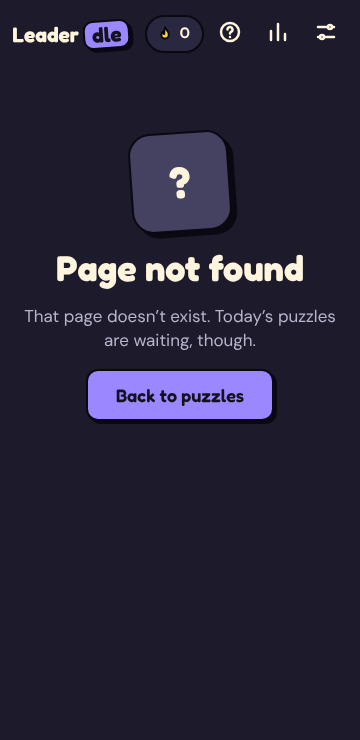 Leader dle 0
?
Page not found
That page doesn’t exist. Today’s puzzles
are waiting, though.
Back to puzzles